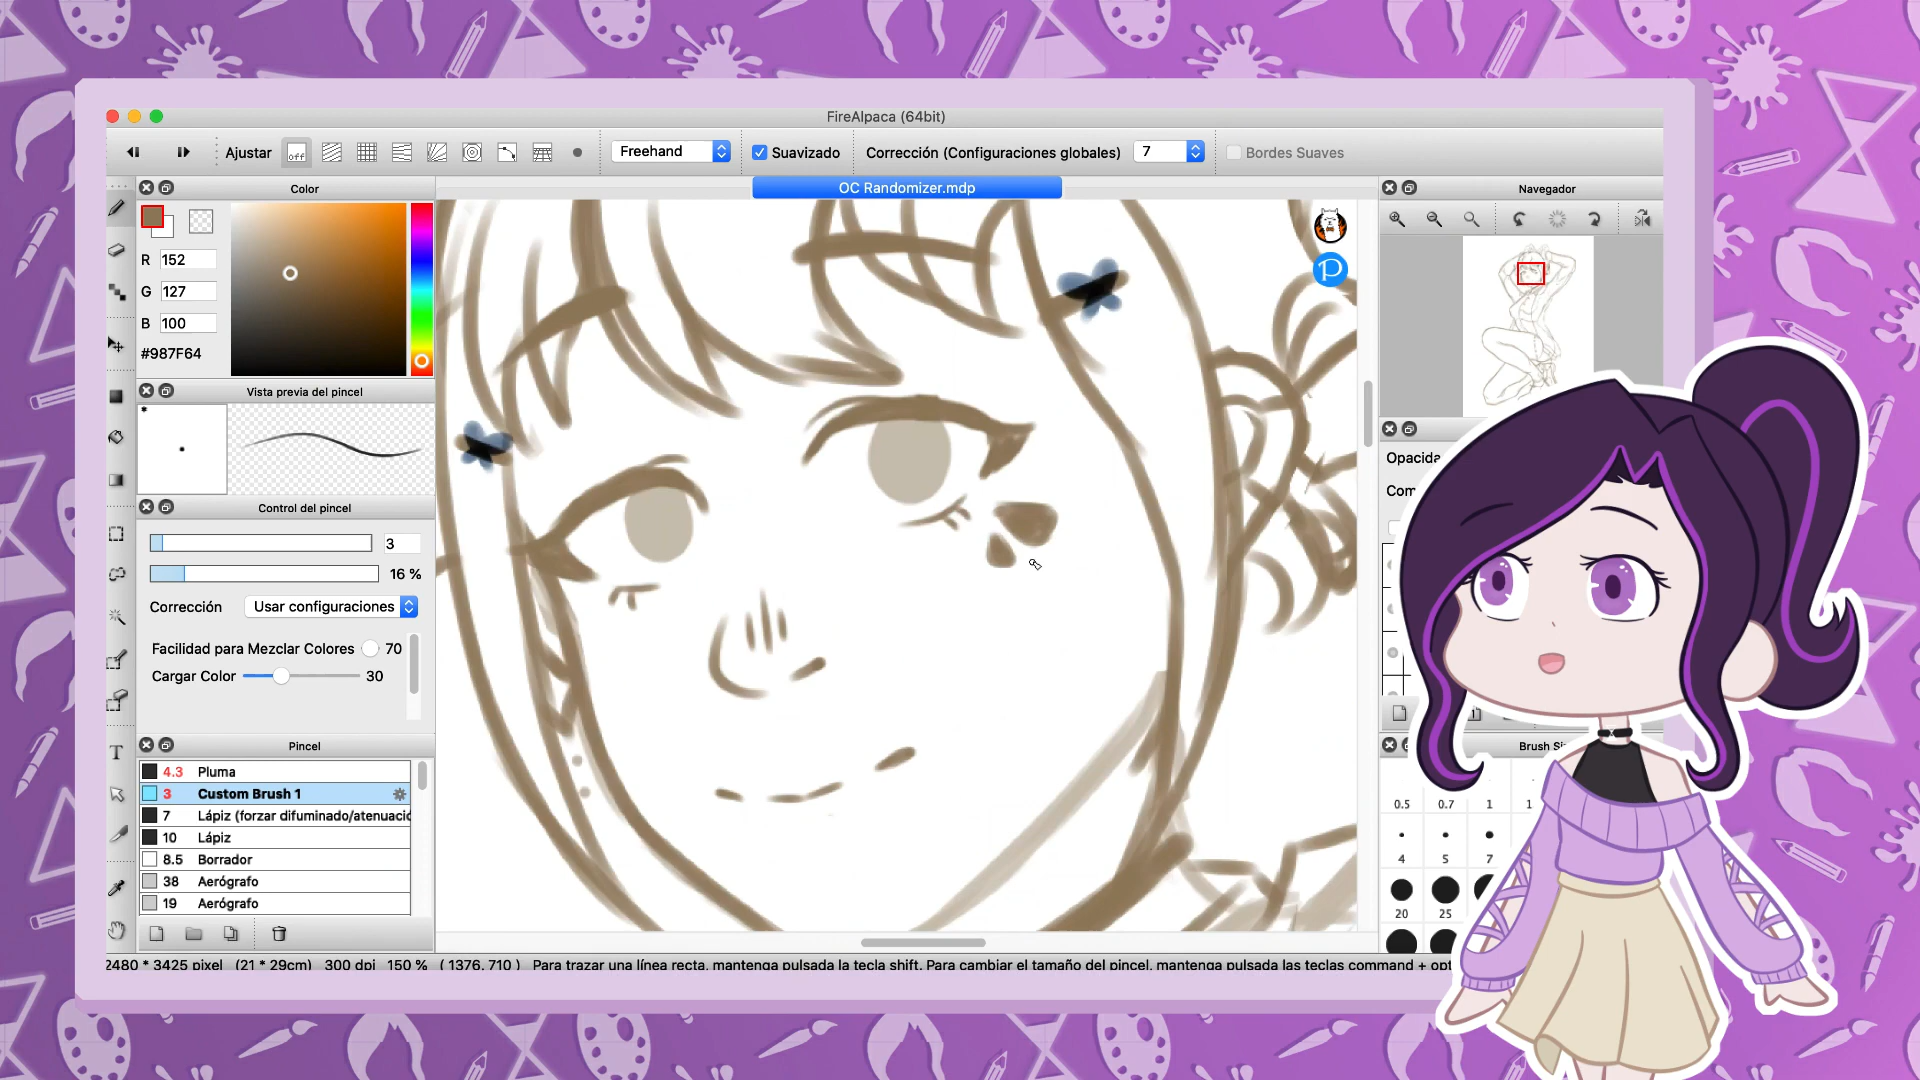 FireAlpaca (64bit)
Ajustar off Freehand Suavizado Corrección (Configuraciones globales) 7 Bordes Suaves
Color
OC Randomizer.mdp
Navegador
R 152
G 127
B 100
#987F64
Vista previa del pincel
*
P
Opacida
Com
Control del pincel
3
16 %
Corrección Usar configuraciones
Facilidad para Mezclar Colores 70
Cargar Color 30
Pincel
4.3 Pluma
3 Custom Brush 1
7 Lápiz (forzar difuminado/atenuació
10 Lápiz
8.5 Borrador
38 Aerógrafo
19 Aerógrafo
T
Brush Si
0.5 0.7 1 1
4 5 7
20 25
2480 * 3425 pixel (21 * 29cm) 300 dpi 150 % ( 1376, 710 ) Para trazar una línea recta, mantenga pulsada la tecla shift. Para cambiar el tamaño del pincel, mantenga pulsadas las teclas command + opt